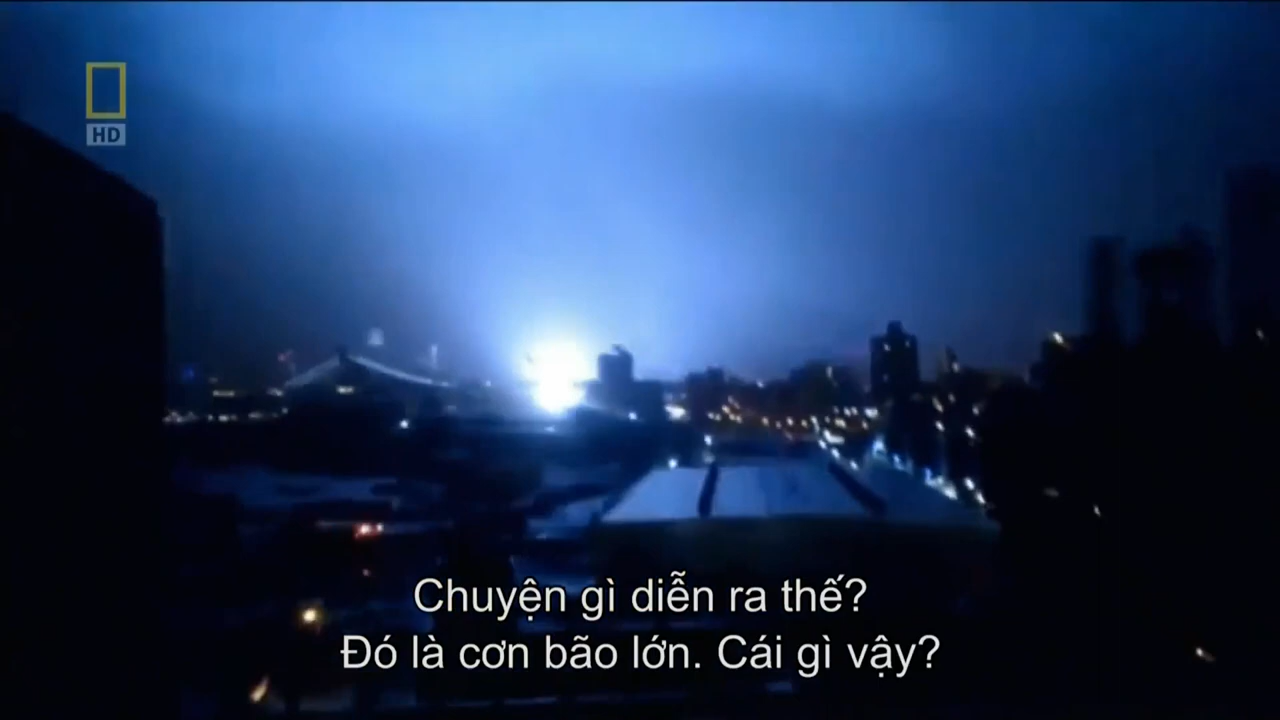 HD
Chuyện gì diễn ra thế?
Đó là cơn bão lớn. Cái gì vậy?